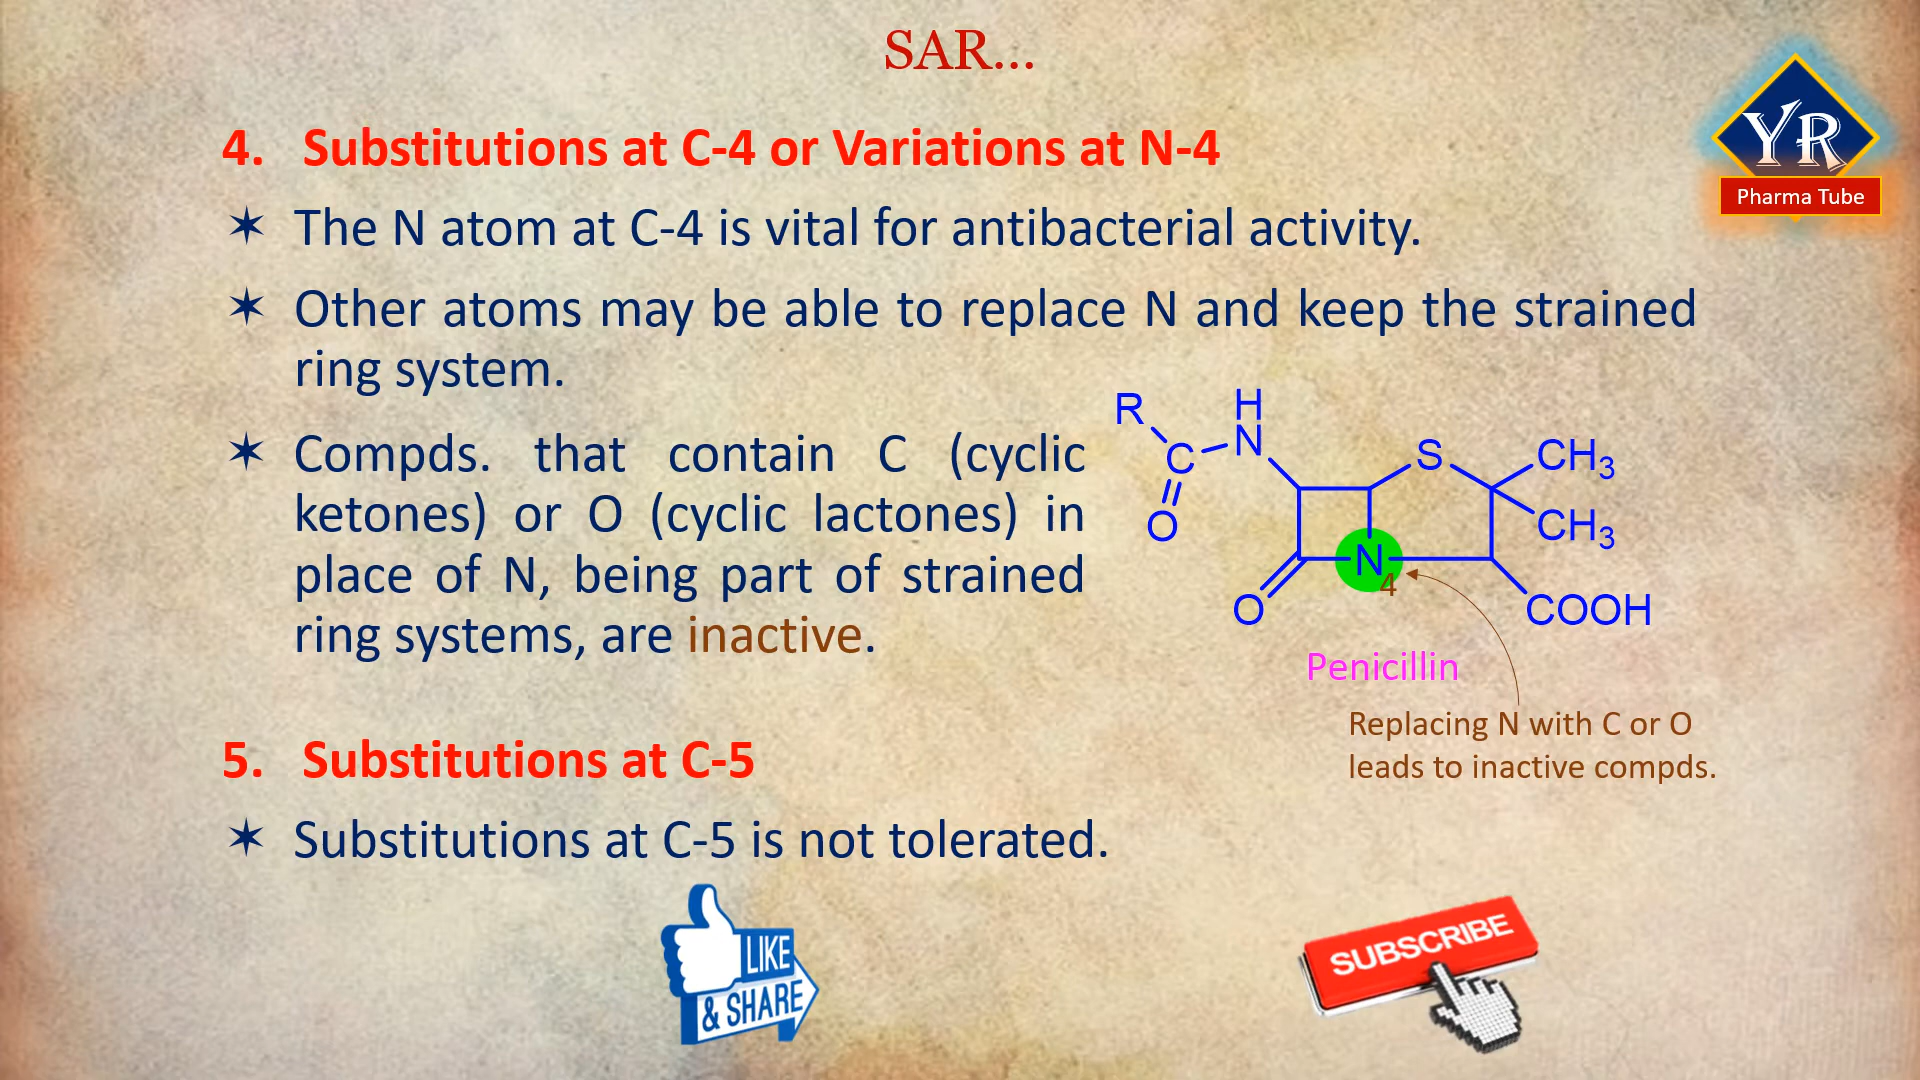 SAR...
YR
Pharma Tube
4. Substitutions at C-4 or Variations at N-4
✶ The N atom at C-4 is vital for antibacterial activity.
✶ Other atoms may be able to replace N and keep the strained
ring system.
✶ Compds. that contain C (cyclic
ketones) or O (cyclic lactones) in
place of N, being part of strained
ring systems, are inactive.
R
H
N
C
O
S
CH3
CH3
N
4
O
COOH
Penicillin
Replacing N with C or O
leads to inactive compds.
5. Substitutions at C-5
✶ Substitutions at C-5 is not tolerated.
LIKE
& SHARE
SUBSCRIBE